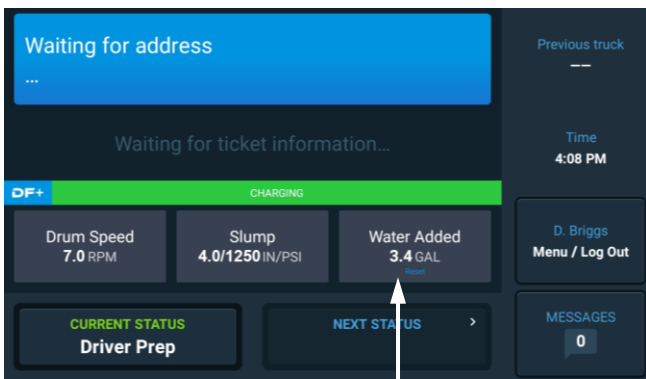 Waiting for address
...
Previous truck
––
Waiting for ticket information...
Time
4:08 PM
DF+
CHARGING
Drum Speed
7.0 RPM
Slump
4.0/1250 IN/PSI
Water Added
3.4 GAL
Reset
D. Briggs
Menu / Log Out
CURRENT STATUS
Driver Prep
NEXT STATUS >
MESSAGES
0